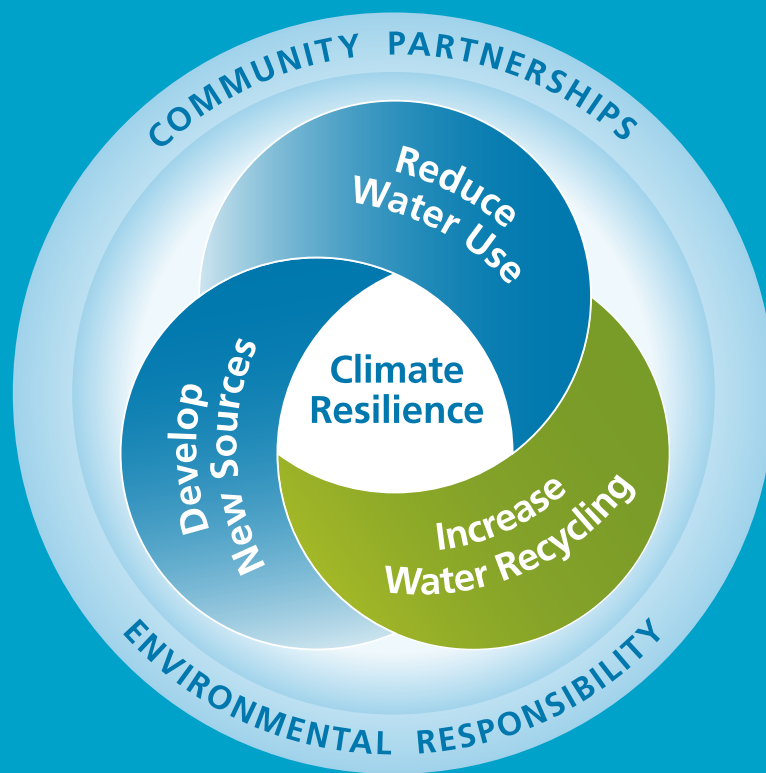 COMMUNITY PARTNERSHIPS
Reduce
Water Use
Climate
Resilience
Develop
New Sources
Increase
Water Recycling
ENVIRONMENTAL RESPONSIBILITY